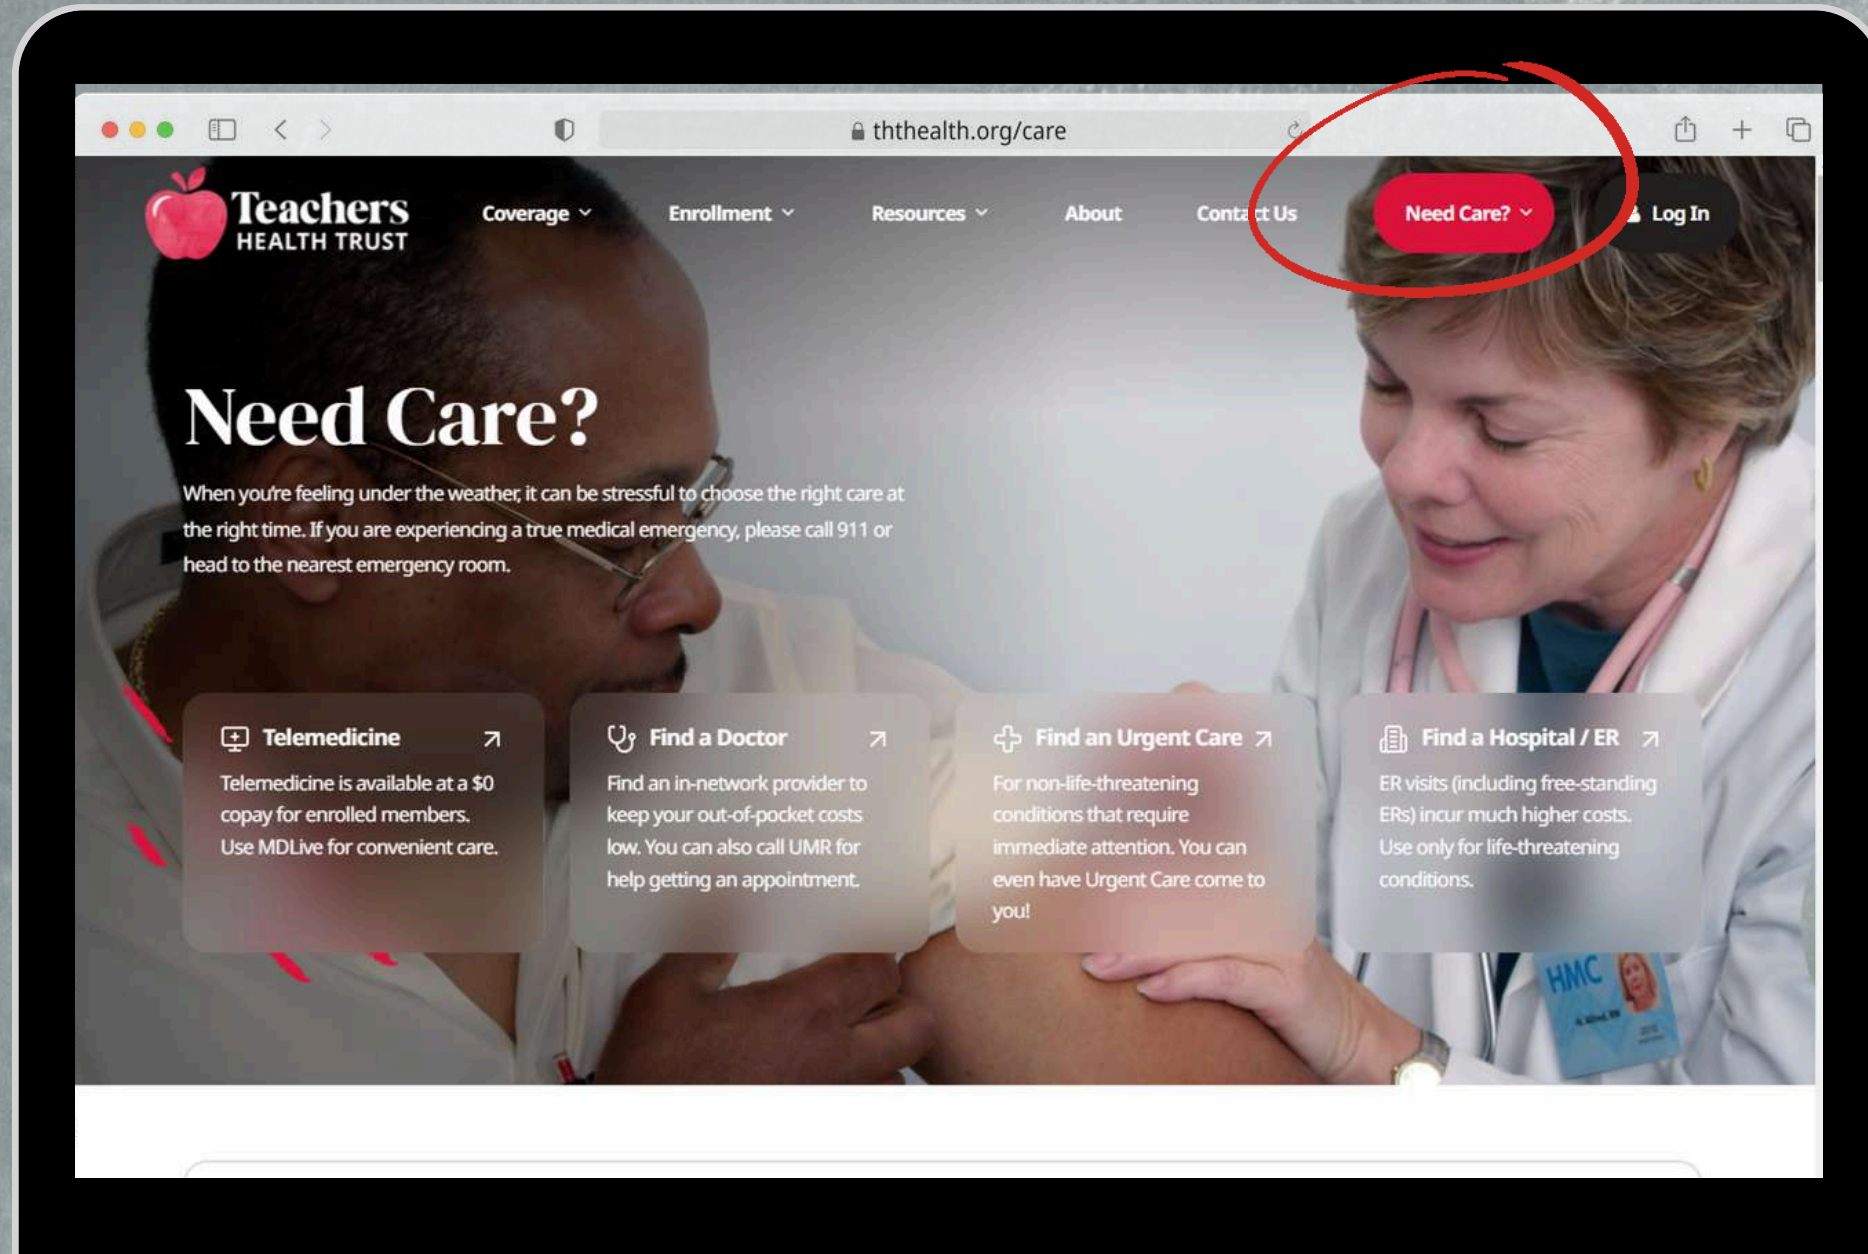 ththealth.org/care
Teachers
HEALTH TRUST
Coverage
Enrollment
Resources
About
Contact Us
Need Care?
Log In
Need Care?
When you're feeling under the weather, it can be stressful to choose the right care at
the right time. If you are experiencing a true medical emergency, please call 911 or
head to the nearest emergency room.
Telemedicine
Telemedicine is available at a $0
copay for enrolled members.
Use MDLive for convenient care.
Find a Doctor
Find an in-network provider to
keep your out-of-pocket costs
low. You can also call UMR for
help getting an appointment.
Find an Urgent Care
For non-life-threatening
conditions that require
immediate attention. You can
even have Urgent Care come to
you!
Find a Hospital / ER
ER visits (including free-standing
ERs) incur much higher costs.
Use only for life-threatening
conditions.
HMC